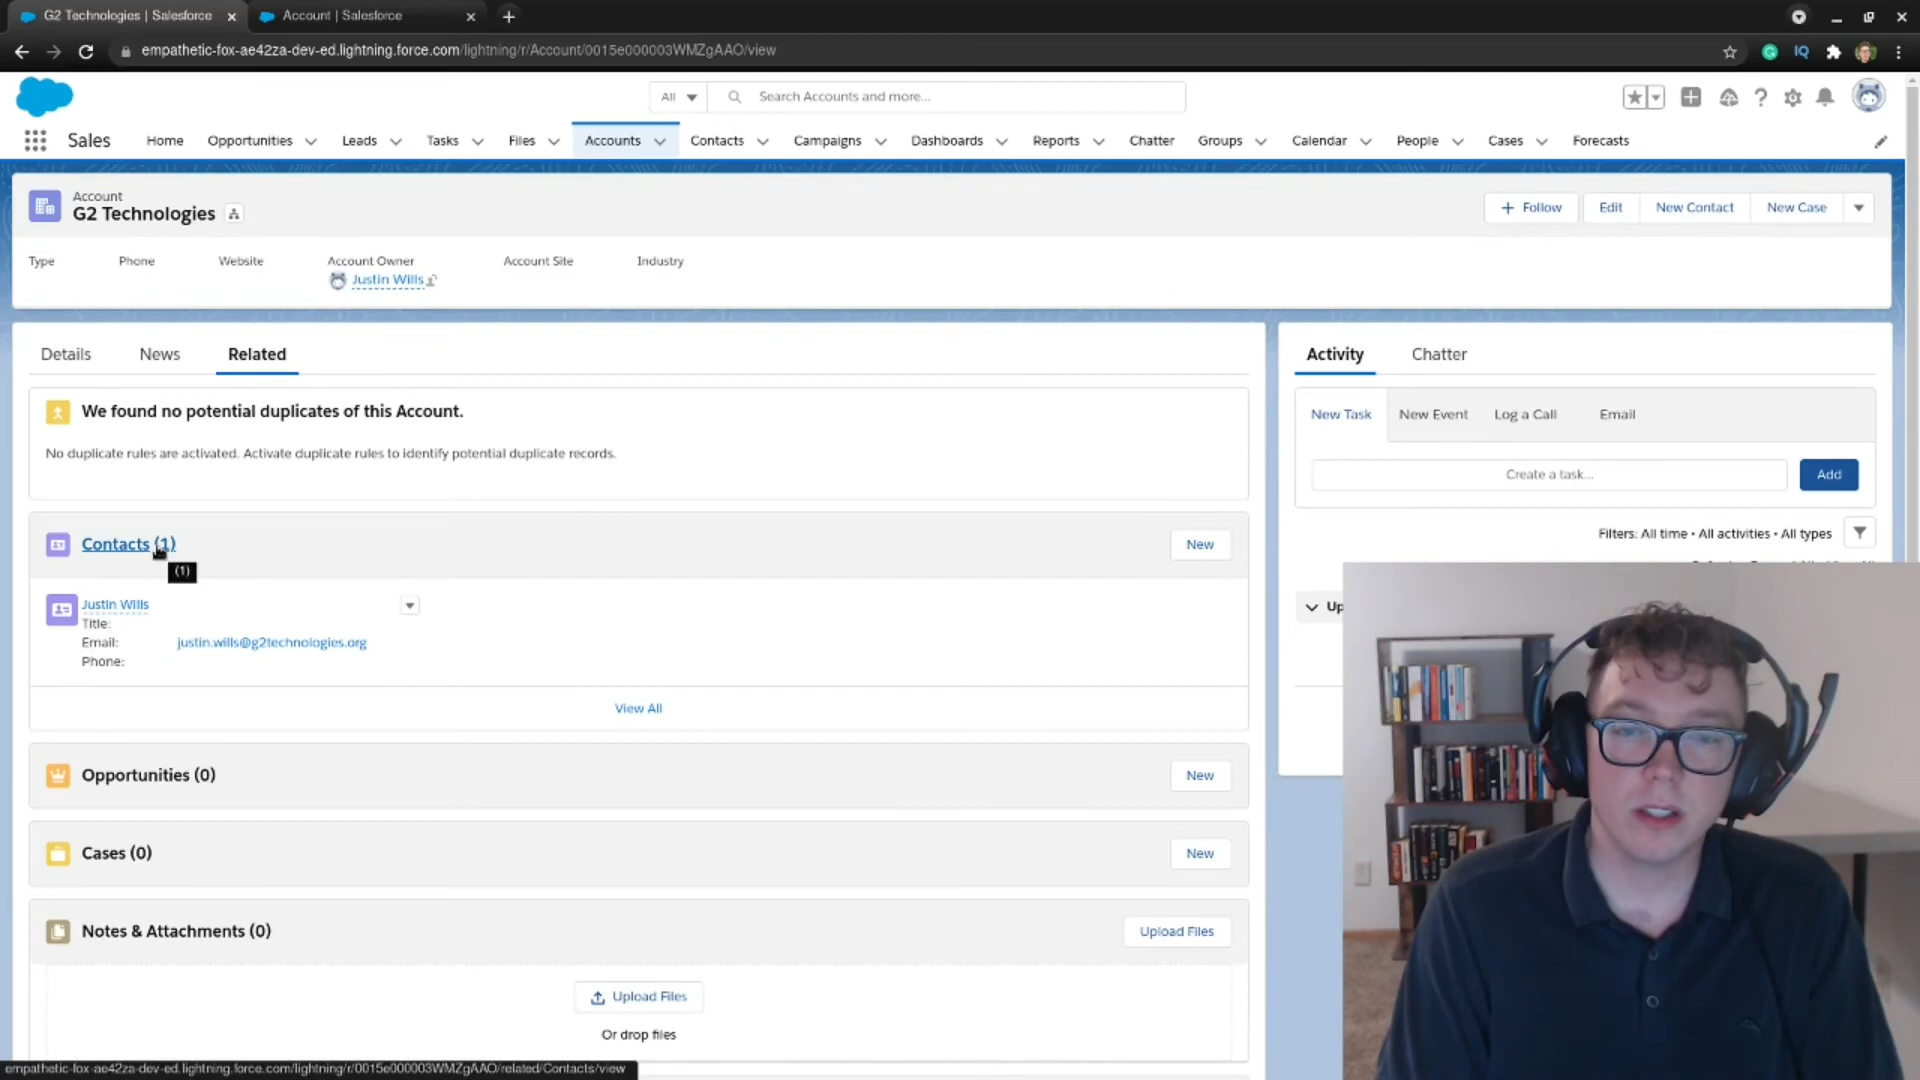 G2 Technologies | Salesforce
Account | Salesforce
empathetic-fox-ae42za-dev-ed.lightning.force.com/lightning/r/Account/0015e000003WMZgAAO/view
All
Search Accounts and more...
Sales
Home
Opportunities
Leads
Tasks
Files
Accounts
Contacts
Campaigns
Dashboards
Reports
Chatter
Groups
Calendar
People
Cases
Forecasts
Account
G2 Technologies
+ Follow
Edit
New Contact
New Case
Type
Phone
Website
Account Owner
Account Site
Industry
Justin Wills
Details
News
Related
We found no potential duplicates of this Account.
No duplicate rules are activated. Activate duplicate rules to identify potential duplicate records.
Contacts (1)
New
(1)
Justin Wills
Title:
Email: justin.wills@g2technologies.org
Phone:
View All
Opportunities (0)
New
Cases (0)
New
Notes & Attachments (0)
Upload Files
Upload Files
Or drop files
Activity
Chatter
New Task
New Event
Log a Call
Email
Create a task...
Add
Filters: All time • All activities • All types
Up
empathetic-fox-ae42za-dev-ed.lightning.force.com/lightning/r/0015e000003WMZgAAO/related/Contacts/view